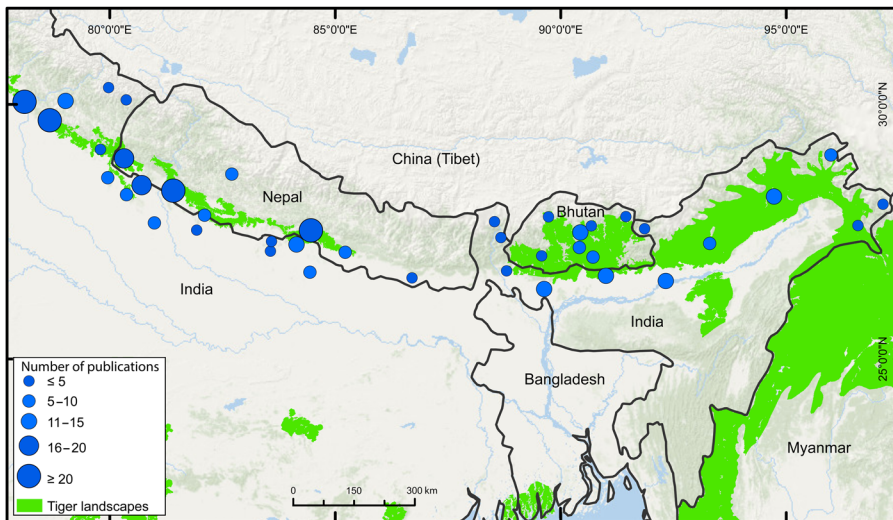 80°0'0"E
85°0'0"E
90°0'0"E
95°0'0"E
30°0'0"N
China (Tibet)
Nepal
Bhutan
India
India
25°0'0"N
Bangladesh
Myanmar
Number of publications
≤ 5
5–10
11–15
16–20
≥ 20
Tiger landscapes
0 150 300 km